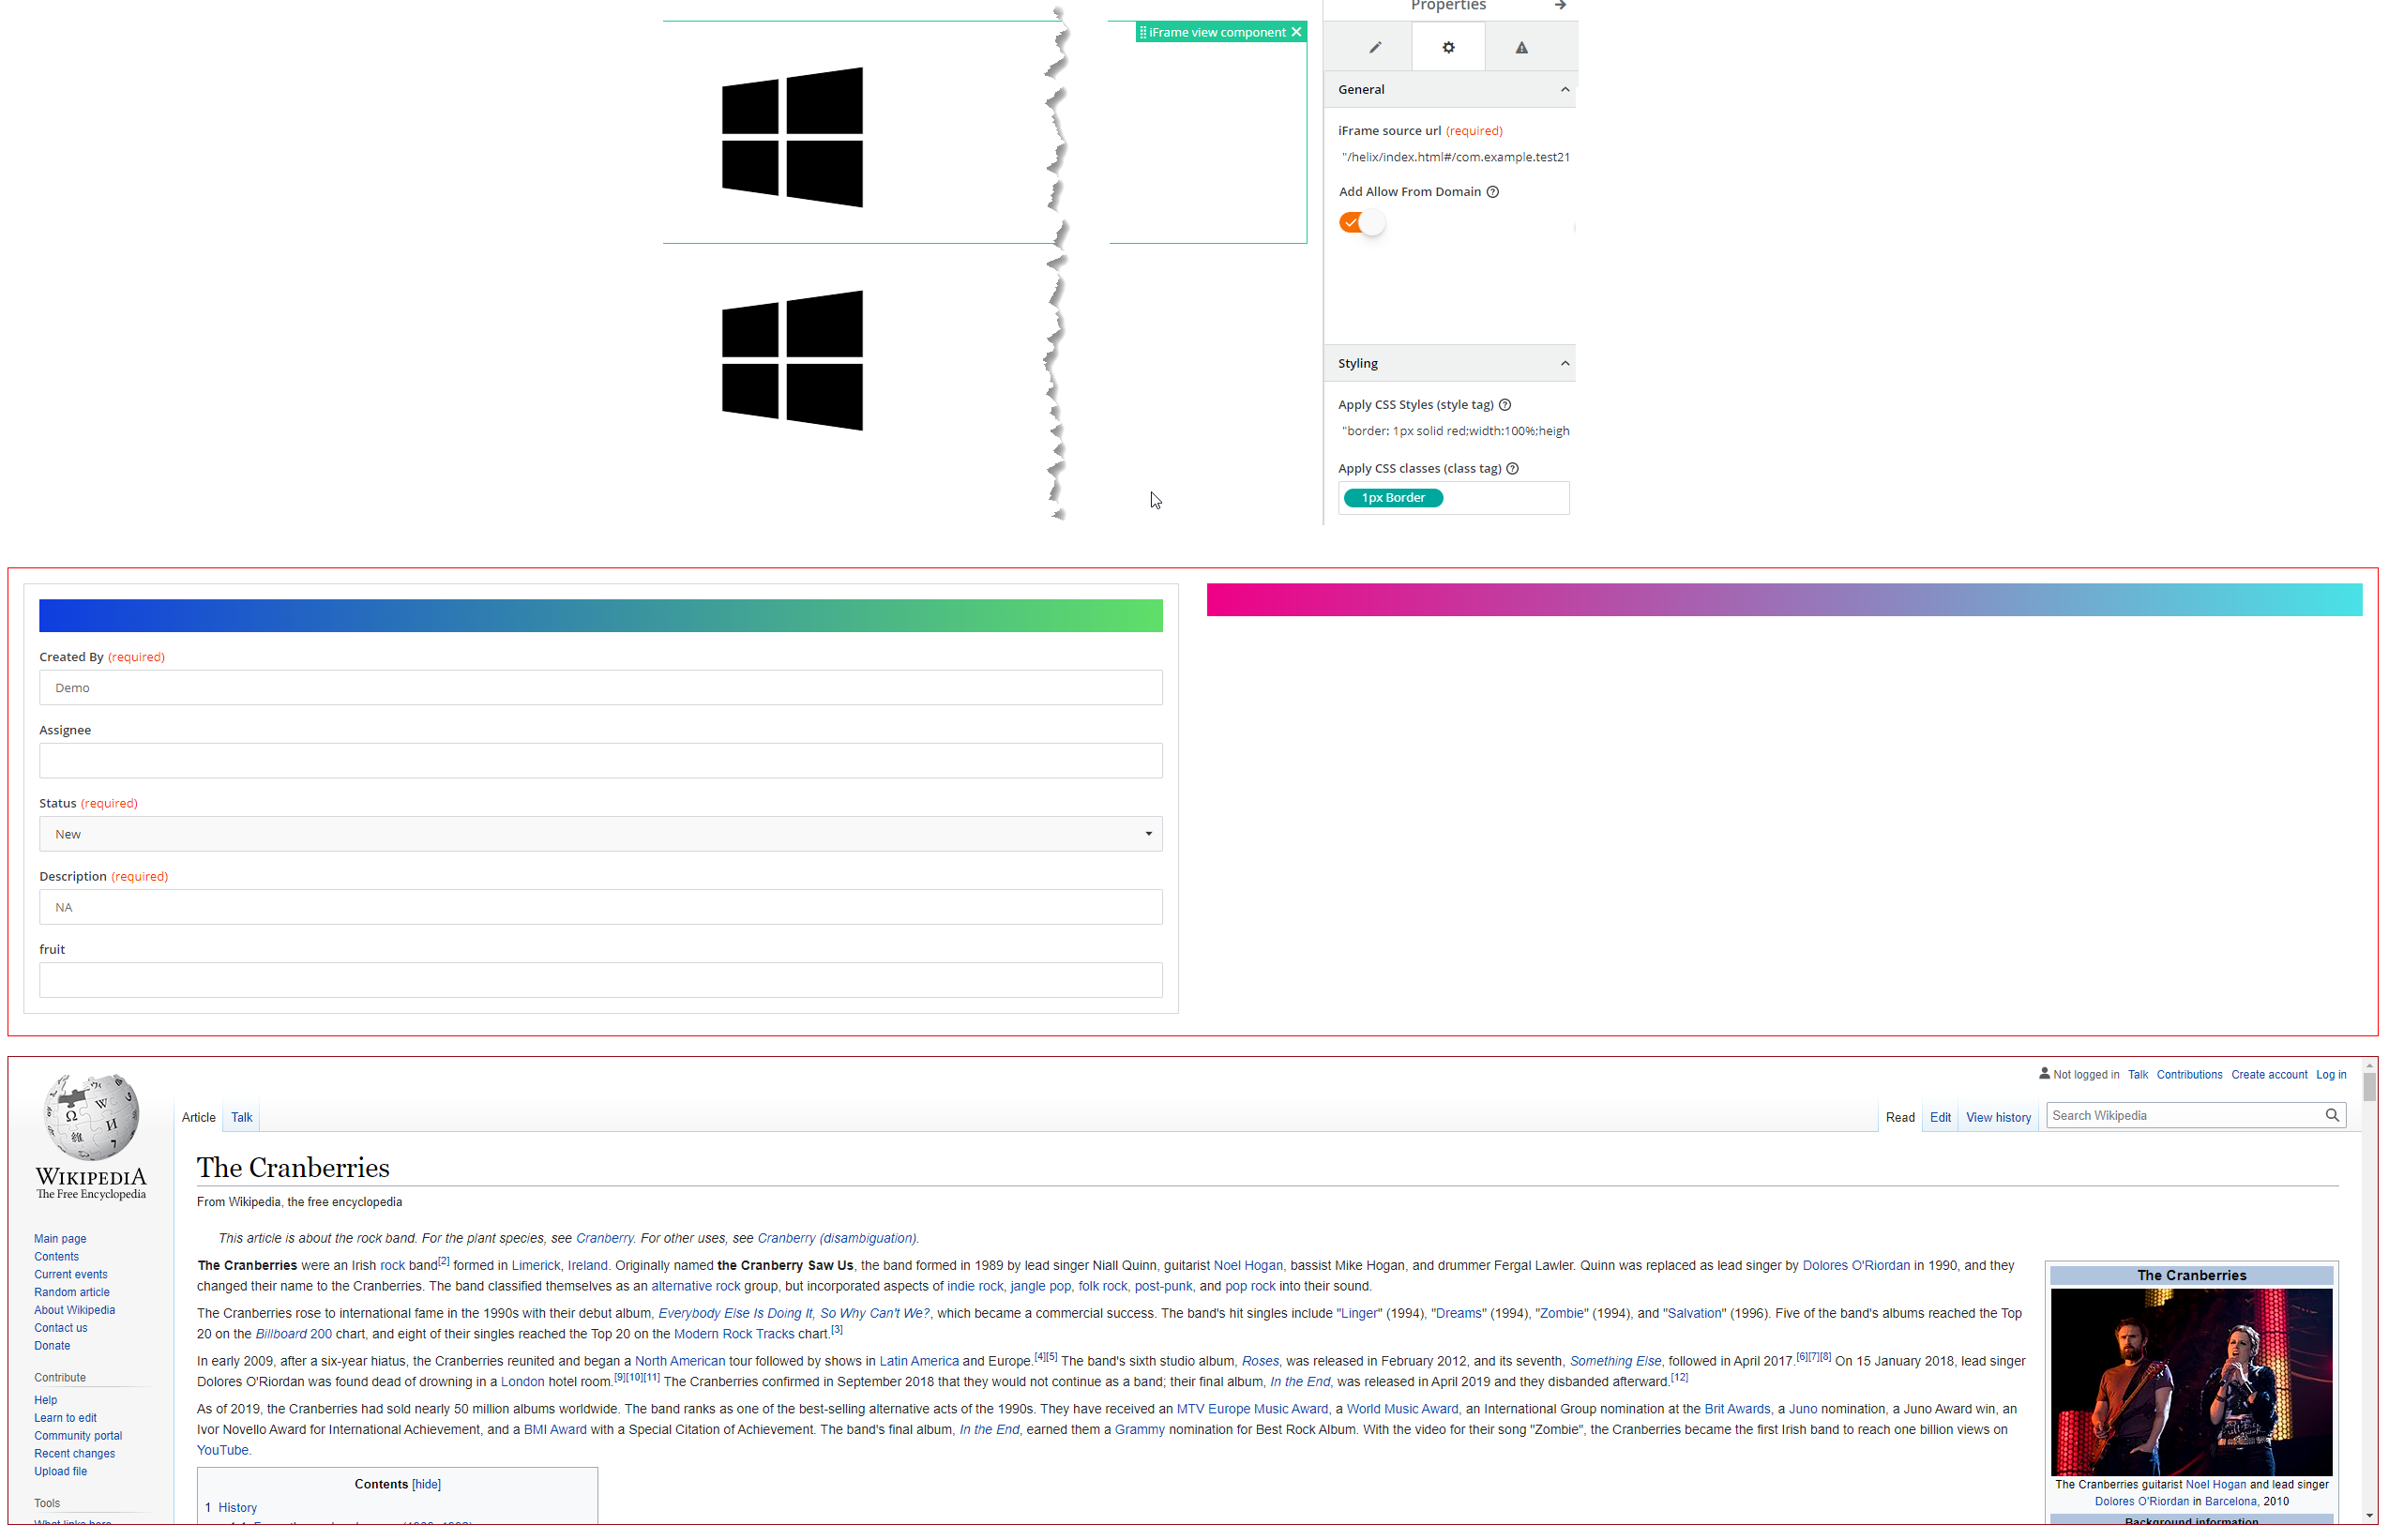 Properties
iFrame view component
General
iFrame source url (required)
"/helix/index.html#/com.example.test21
Add Allow From Domain
Styling
Apply CSS Styles (style tag)
"border: 1px solid red;width:100%;heigh
Apply CSS classes (class tag)
1px Border
Created By (required)
Demo
Assignee
Status (required)
New
Description (required)
NA
fruit
Not logged in Talk Contributions Create account Log in
Article Talk
Read Edit View history Search Wikipedia
WIKIPEDIA
The Free Encyclopedia
Main page
Contents
Current events
Random article
About Wikipedia
Contact us
Donate
Contribute
Help
Learn to edit
Community portal
Recent changes
Upload file
Tools
What links here
The Cranberries
From Wikipedia, the free encyclopedia
This article is about the rock band. For the plant species, see Cranberry. For other uses, see Cranberry (disambiguation).
The Cranberries were an Irish rock band[2] formed in Limerick, Ireland. Originally named the Cranberry Saw Us, the band formed in 1989 by lead singer Niall Quinn, guitarist Noel Hogan, bassist Mike Hogan, and drummer Fergal Lawler. Quinn was replaced as lead singer by Dolores O'Riordan in 1990, and they
changed their name to the Cranberries. The band classified themselves as an alternative rock group, but incorporated aspects of indie rock, jangle pop, folk rock, post-punk, and pop rock into their sound.
The Cranberries rose to international fame in the 1990s with their debut album, Everybody Else Is Doing It, So Why Can't We?, which became a commercial success. The band's hit singles include "Linger" (1994), "Dreams" (1994), "Zombie" (1994), and "Salvation" (1996). Five of the band's albums reached the Top
20 on the Billboard 200 chart, and eight of their singles reached the Top 20 on the Modern Rock Tracks chart.[3]
In early 2009, after a six-year hiatus, the Cranberries reunited and began a North American tour followed by shows in Latin America and Europe.[4][5] The band's sixth studio album, Roses, was released in February 2012, and its seventh, Something Else, followed in April 2017.[6][7][8] On 15 January 2018, lead singer
Dolores O'Riordan was found dead of drowning in a London hotel room.[9][10][11] The Cranberries confirmed in September 2018 that they would not continue as a band; their final album, In the End, was released in April 2019 and they disbanded afterward.[12]
As of 2019, the Cranberries had sold nearly 50 million albums worldwide. The band ranks as one of the best-selling alternative acts of the 1990s. They have received an MTV Europe Music Award, a World Music Award, an International Group nomination at the Brit Awards, a Juno nomination, a Juno Award win, an
Ivor Novello Award for International Achievement, and a BMI Award with a Special Citation of Achievement. The band's final album, In the End, earned them a Grammy nomination for Best Rock Album. With the video for their song "Zombie", the Cranberries became the first Irish band to reach one billion views on
YouTube.
Contents [hide]
1 History
The Cranberries
The Cranberries guitarist Noel Hogan and lead singer
Dolores O'Riordan in Barcelona, 2010
Background information